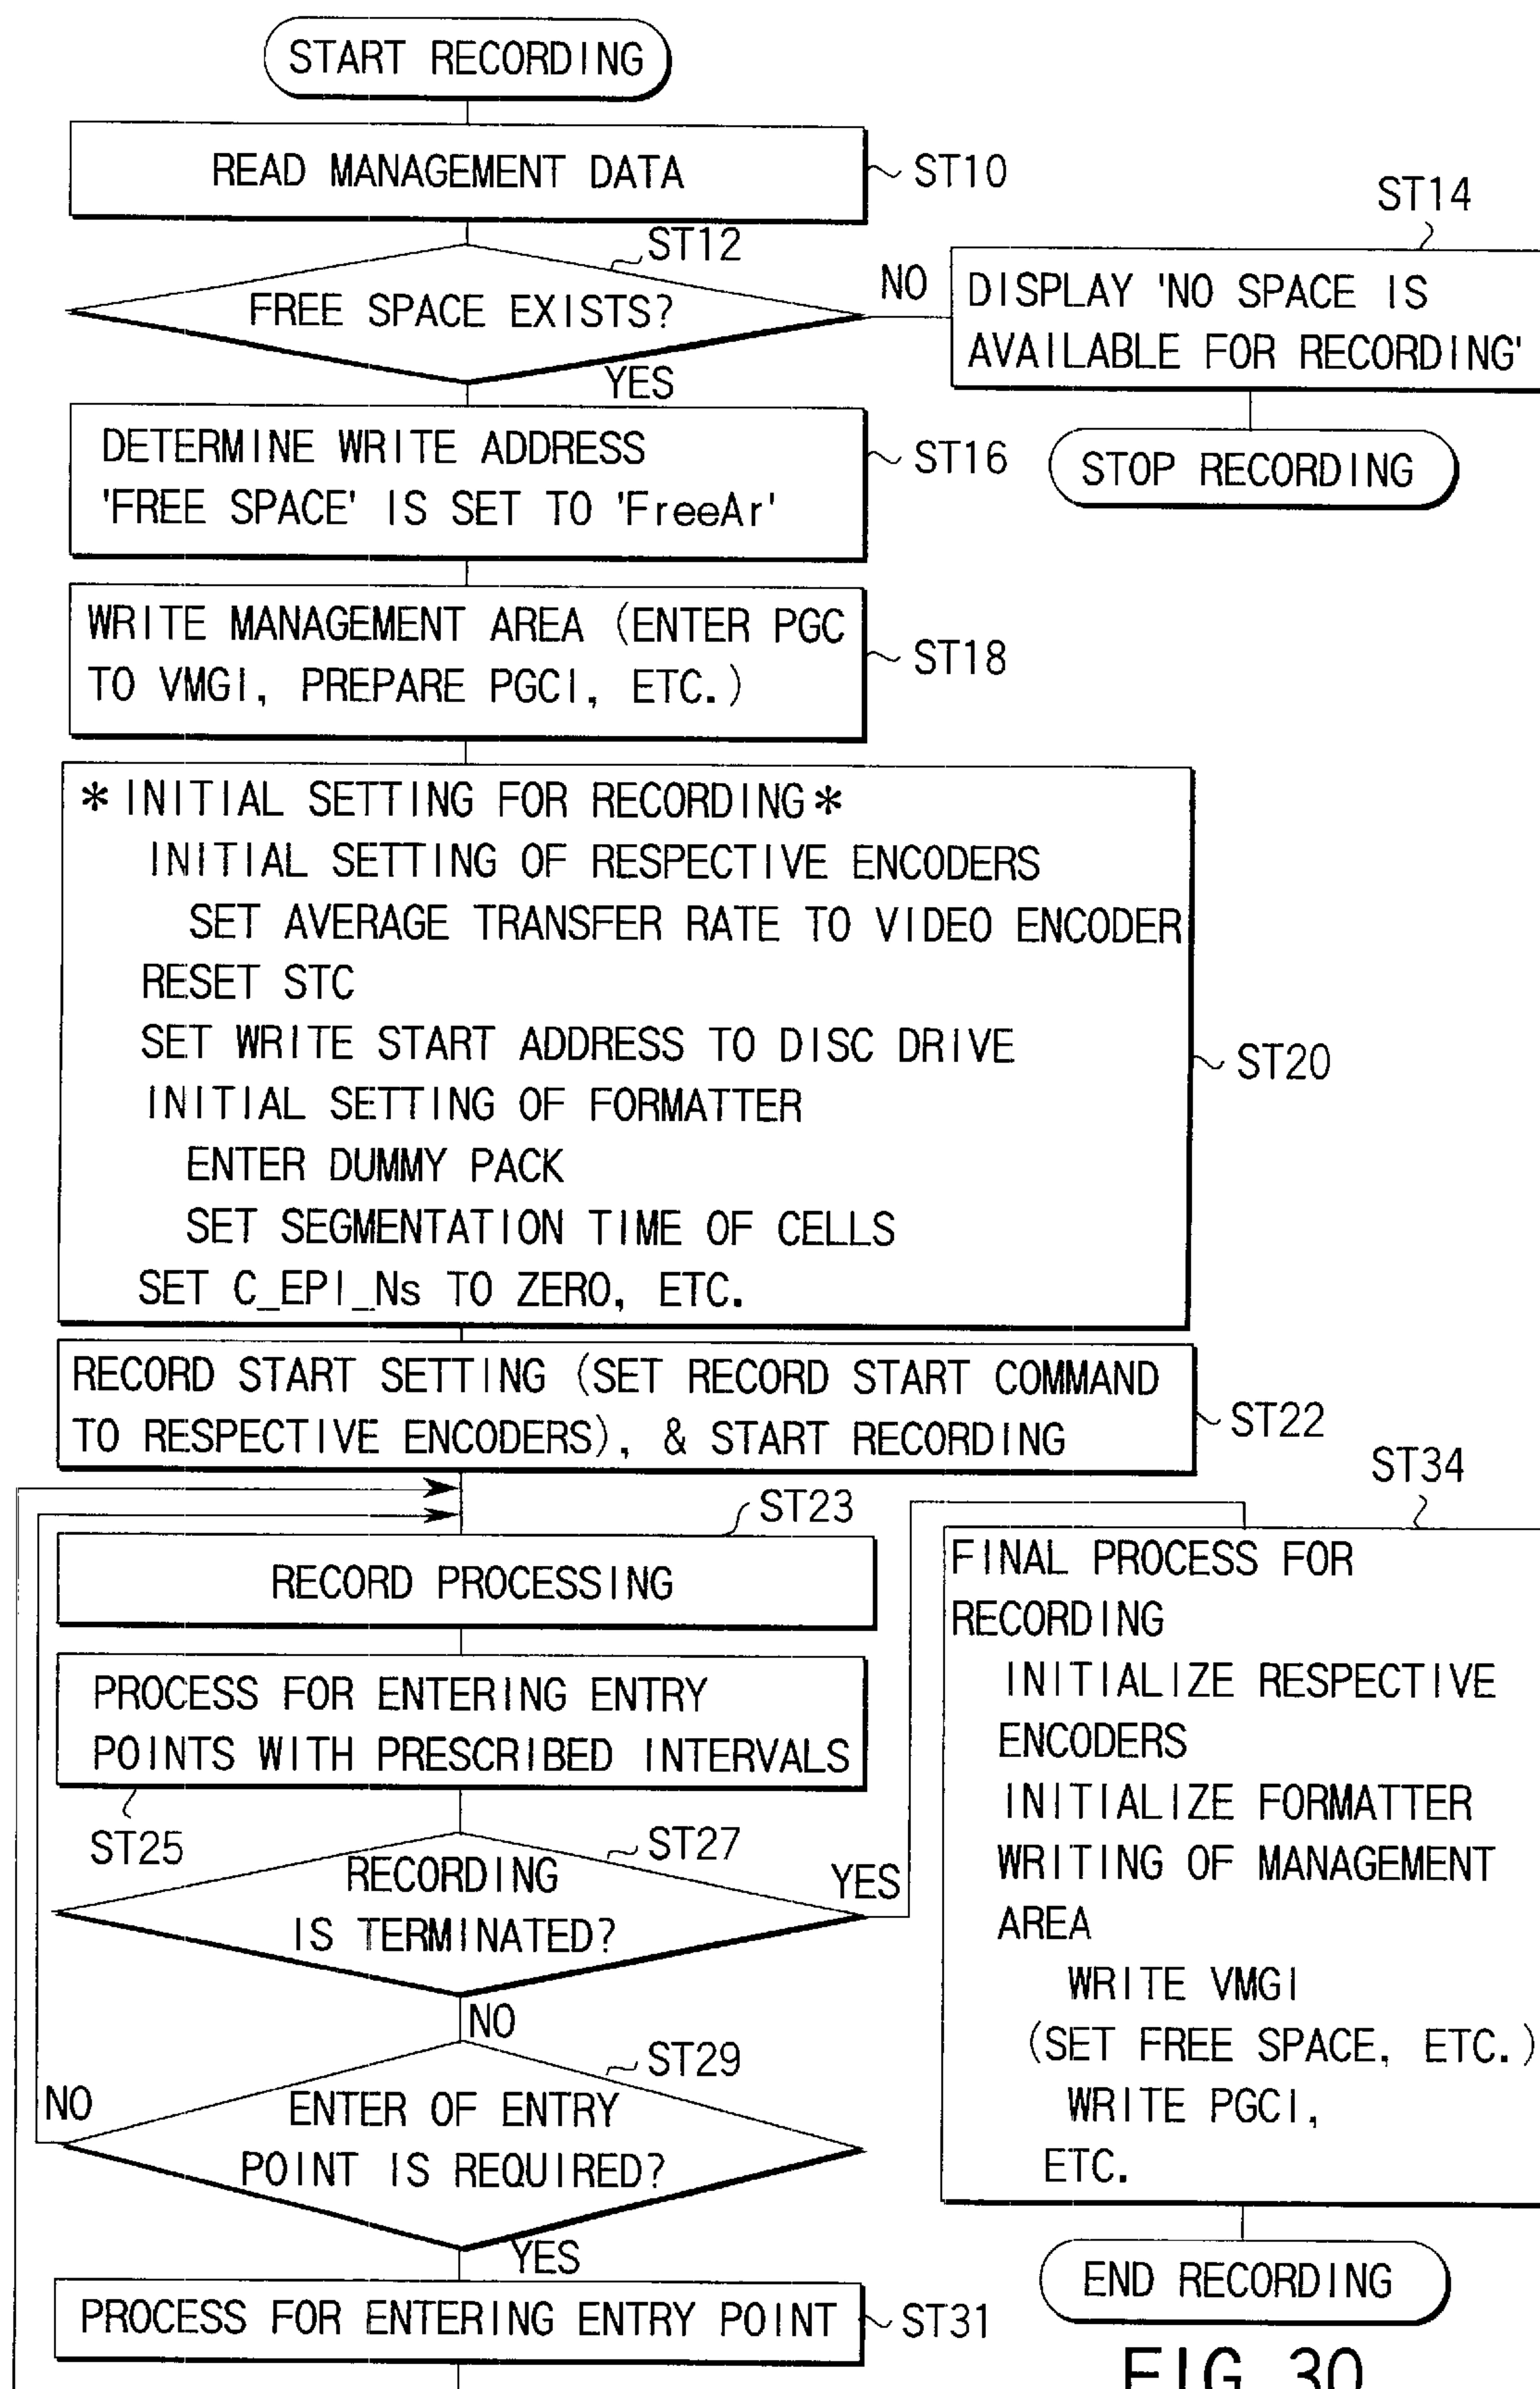 START RECORDING
READ MANAGEMENT DATA
ST10
ST12
FREE SPACE EXISTS?
NO
YES
ST14
DISPLAY 'NO SPACE IS
AVAILABLE FOR RECORDING'
STOP RECORDING
DETERMINE WRITE ADDRESS
'FREE SPACE' IS SET TO 'FreeAr'
ST16
WRITE MANAGEMENT AREA (ENTER PGC
TO VMGI, PREPARE PGCI, ETC.)
ST18
*INITIAL SETTING FOR RECORDING*
INITIAL SETTING OF RESPECTIVE ENCODERS
SET AVERAGE TRANSFER RATE TO VIDEO ENCODER
RESET STC
SET WRITE START ADDRESS TO DISC DRIVE
INITIAL SETTING OF FORMATTER
ENTER DUMMY PACK
SET SEGMENTATION TIME OF CELLS
SET C_EPI_Ns TO ZERO, ETC.
ST20
RECORD START SETTING (SET RECORD START COMMAND
TO RESPECTIVE ENCODERS), & START RECORDING
ST22
ST23
RECORD PROCESSING
PROCESS FOR ENTERING ENTRY
POINTS WITH PRESCRIBED INTERVALS
ST25
ST27
RECORDING
IS TERMINATED?
YES
NO
ST29
ENTER OF ENTRY
POINT IS REQUIRED?
NO
YES
PROCESS FOR ENTERING ENTRY POINT
ST31
ST34
FINAL PROCESS FOR
RECORDING
INITIALIZE RESPECTIVE
ENCODERS
INITIALIZE FORMATTER
WRITING OF MANAGEMENT
AREA
WRITE VMGI
(SET FREE SPACE, ETC.)
WRITE PGCI,
ETC.
END RECORDING
FIG. 30